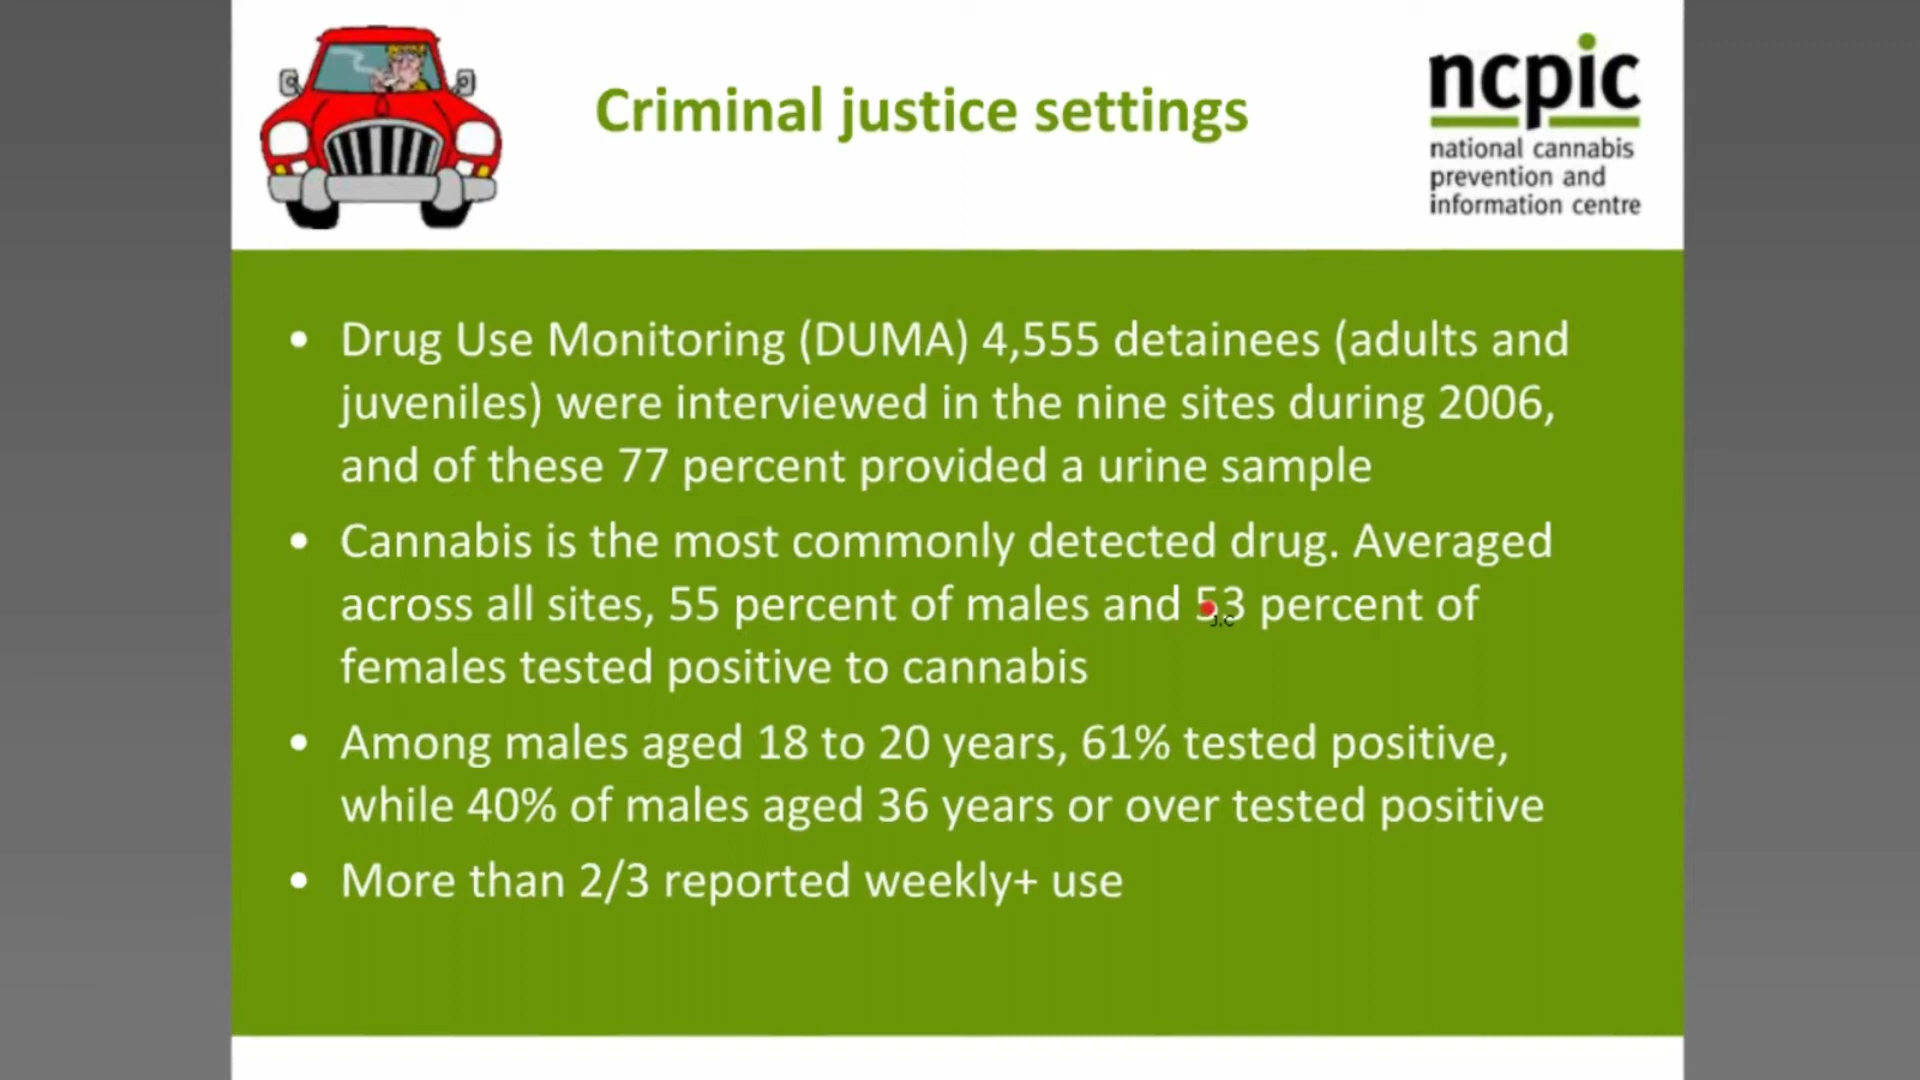 Criminal justice settings
ncpic
national cannabis
prevention and
information centre
• Drug Use Monitoring (DUMA) 4,555 detainees (adults and
juveniles) were interviewed in the nine sites during 2006,
and of these 77 percent provided a urine sample
• Cannabis is the most commonly detected drug. Averaged
across all sites, 55 percent of males and 53 percent of
females tested positive to cannabis
• Among males aged 18 to 20 years, 61% tested positive,
while 40% of males aged 36 years or over tested positive
• More than 2/3 reported weekly+ use